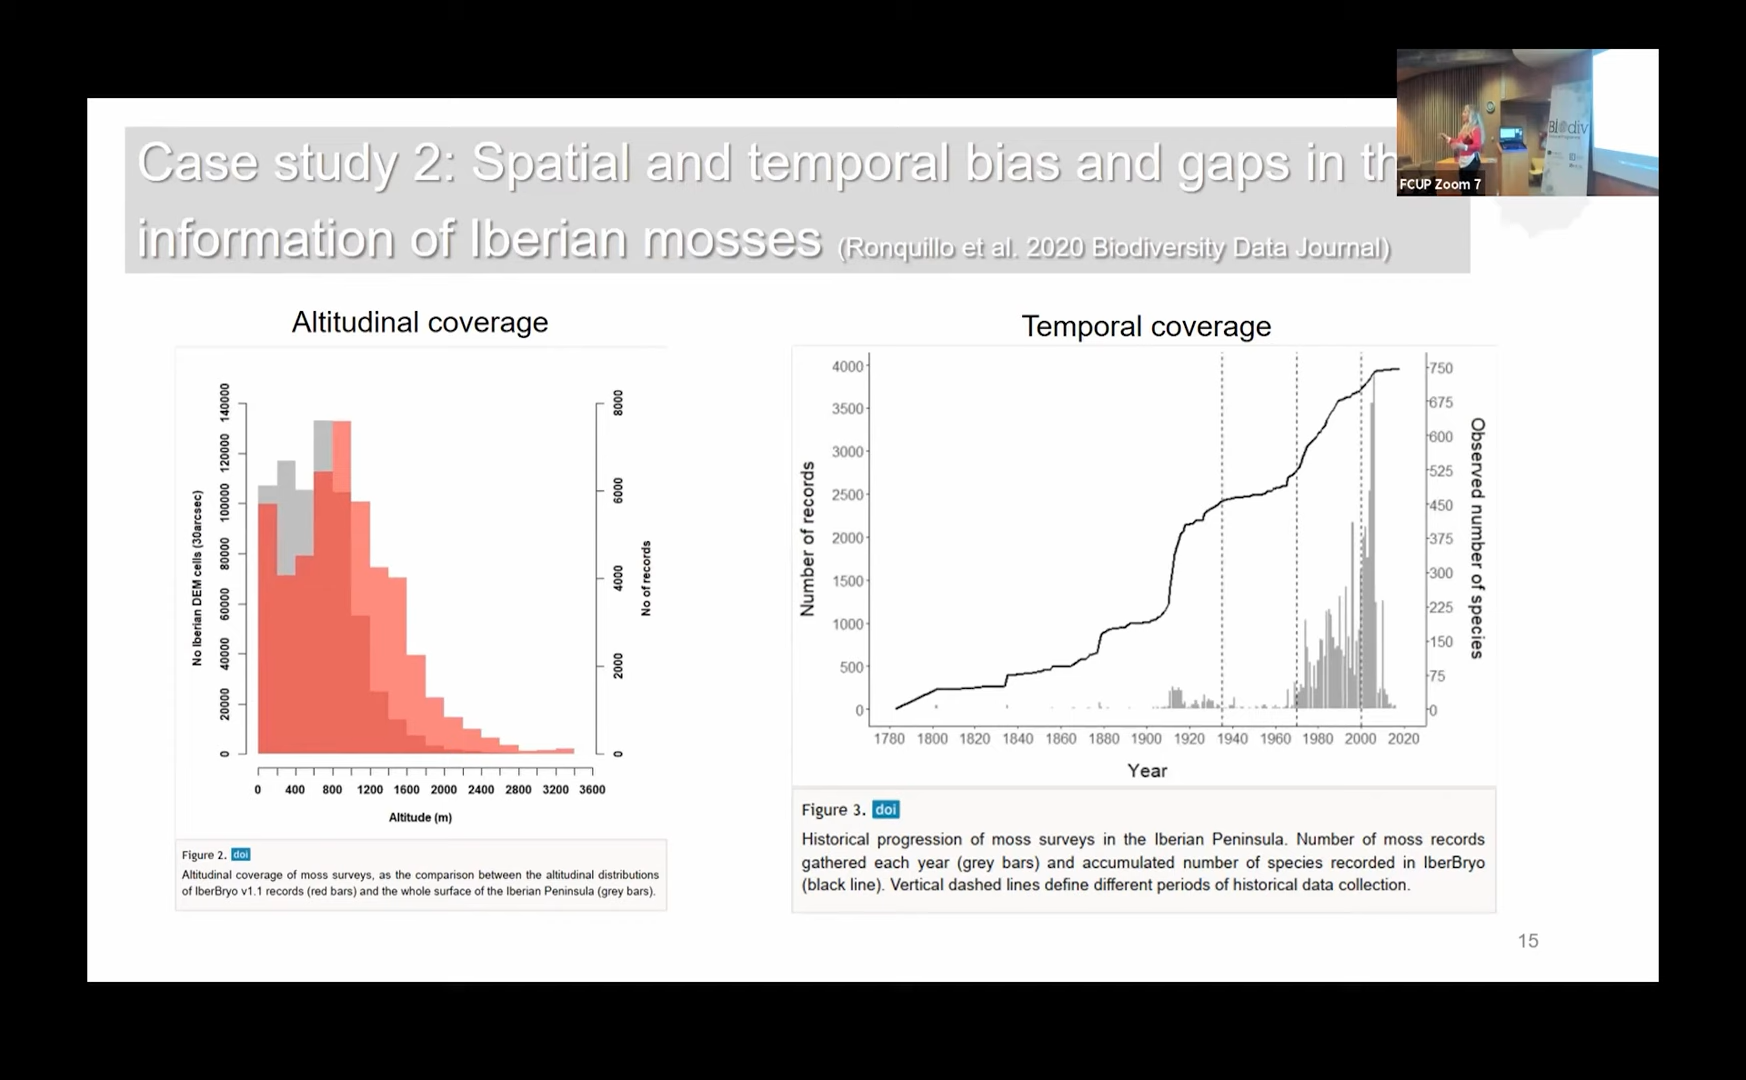 Case study 2: Spatial and temporal bias and gaps in th
information of Iberian mosses (Ronquillo et al. 2020 Biodiversity Data Journal)
FCUP Zoom 7
Altitudinal coverage
No Iberian DEM cells (30arcsec)
0 20000 40000 60000 80000 100000 120000 140000
0 2000 4000 6000 8000
No of records
0 400 800 1200 1600 2000 2400 2800 3200 3600
Altitude (m)
Figure 2. doi
Altitudinal coverage of moss surveys, as the comparison between the altitudinal distributions
of IberBryo v1.1 records (red bars) and the whole surface of the Iberian Peninsula (grey bars).
Temporal coverage
Number of records
4000
3500
3000
2500
2000
1500
1000
500
0
750
675
600
525
450
375
300
225
150
75
0
Observed number of species
1780 1800 1820 1840 1860 1880 1900 1920 1940 1960 1980 2000 2020
Year
Figure 3. doi
Historical progression of moss surveys in the Iberian Peninsula. Number of moss records
gathered each year (grey bars) and accumulated number of species recorded in IberBryo
(black line). Vertical dashed lines define different periods of historical data collection.
15